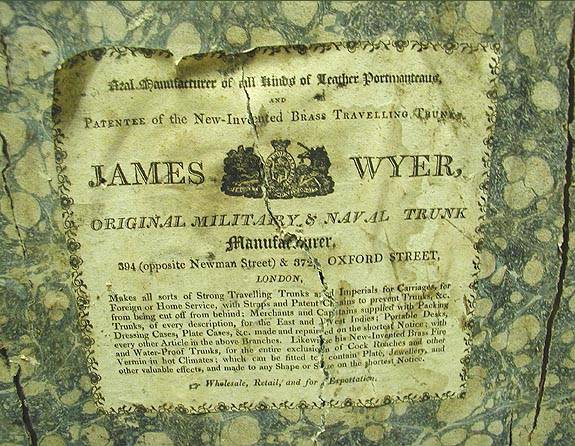 Real Manufacturer of all Kinds of Leather Portmanteaus,
AND
PATENTEE of the NEW-INVENTED BRASS TRAVELLING TRUNKS,
JAMES WYER,
ORIGINAL MILITARY & NAVAL TRUNK
Manufacturer,
394 (opposite Newman Street) & 372, OXFORD STREET,
LONDON,
Makes all sorts of Strong Travelling Trunks and Imperials for Carriages, for
Foreign or Home Service, with Straps and Patent Chains to prevent Trunks, &c.
from being cut off from behind; Merchants and Captains supplied with Packing
Trunks, of every description, for the East and West Indies; Portable Desks,
Dressing Cases, Plate Cases, &c. made and repaired on the shortest Notice; with
every other Article in the above Branches. Likewise his New-Invented Brass Fire
and Water-Proof Trunks, for the entire exclusion of Cock Roaches and other
Vermin in hot Climates; which can be fitted to contain Plate, Jewellery, and
other valuable effects, and made to any Shape or Size on the shortest Notice.
☞ Wholesale, Retail, and for Exportation.